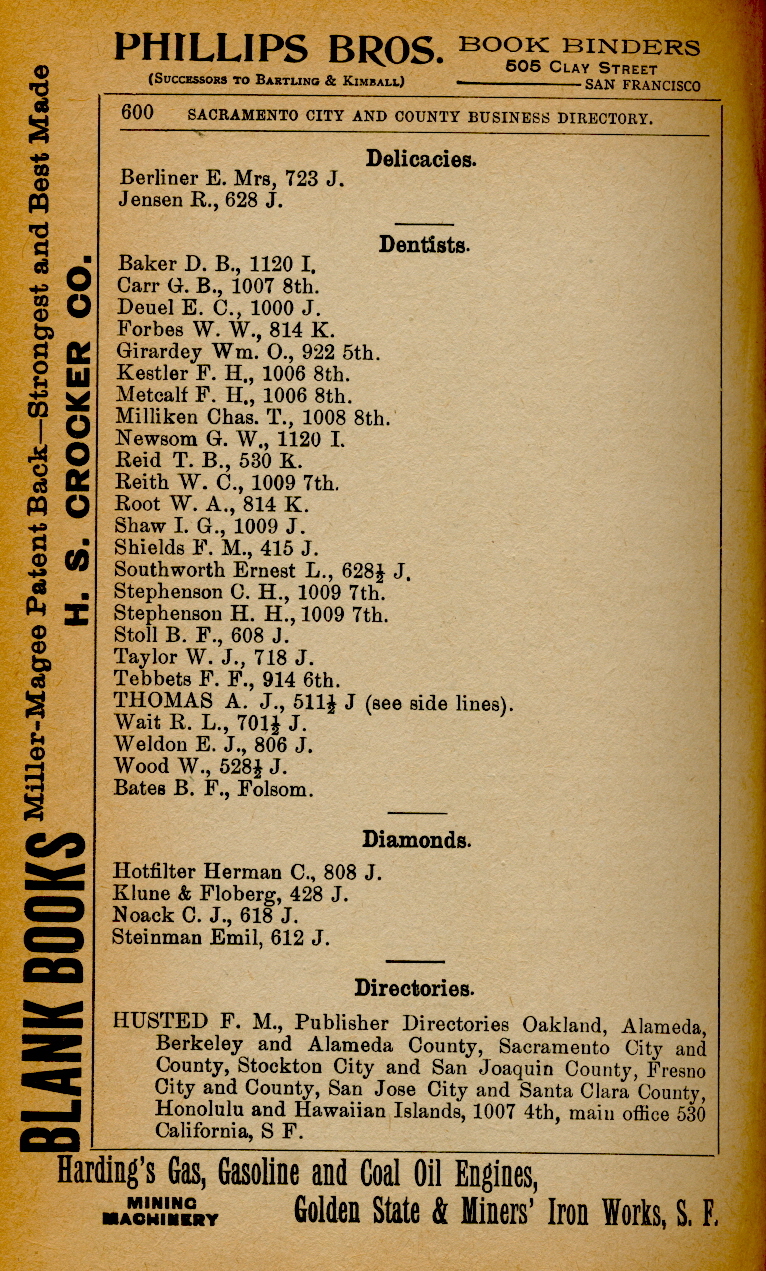 PHILLIPS BROS. BOOK BINDERS
(SUCCESSORS TO BARTLING & KIMBALL)
505 CLAY STREET
SAN FRANCISCO
600 SACRAMENTO CITY AND COUNTY BUSINESS DIRECTORY.
Delicacies.
Berliner E. Mrs, 723 J.
Jensen R., 628 J.
Dentists.
Baker D. B., 1120 I.
Carr G. B., 1007 8th.
Deuel E. C., 1000 J.
Forbes W. W., 814 K.
Girardey Wm. O., 922 5th.
Kestler F. H., 1006 8th.
Metcalf F. H., 1006 8th.
Milliken Chas. T., 1008 8th.
Newsom G. W., 1120 I.
Reid T. B., 530 K.
Reith W. C., 1009 7th.
Root W. A., 814 K.
Shaw I. G., 1009 J.
Shields F. M., 415 J.
Southworth Ernest L., 628½ J.
Stephenson C. H., 1009 7th.
Stephenson H. H., 1009 7th.
Stoll B. F., 608 J.
Taylor W. J., 718 J.
Tebbets F. F., 914 6th.
THOMAS A. J., 511½ J (see side lines).
Wait R. L., 701½ J.
Weldon E. J., 806 J.
Wood W., 528½ J.
Bates B. F., Folsom.
Diamonds.
Hotfilter Herman C., 808 J.
Klune & Floberg, 428 J.
Noack C. J., 618 J.
Steinman Emil, 612 J.
Directories.
HUSTED F. M., Publisher Directories Oakland, Alameda,
Berkeley and Alameda County, Sacramento City and
County, Stockton City and San Joaquin County, Fresno
City and County, San Jose City and Santa Clara County,
Honolulu and Hawaiian Islands, 1007 4th, main office 530
California, S F.
BLANK BOOKS Miller-Magee Patent Back—Strongest and Best Made
H. S. CROCKER CO.
Harding's Gas, Gasoline and Coal Oil Engines,
MINING
MACHINERY
Golden State & Miners' Iron Works, S. F.